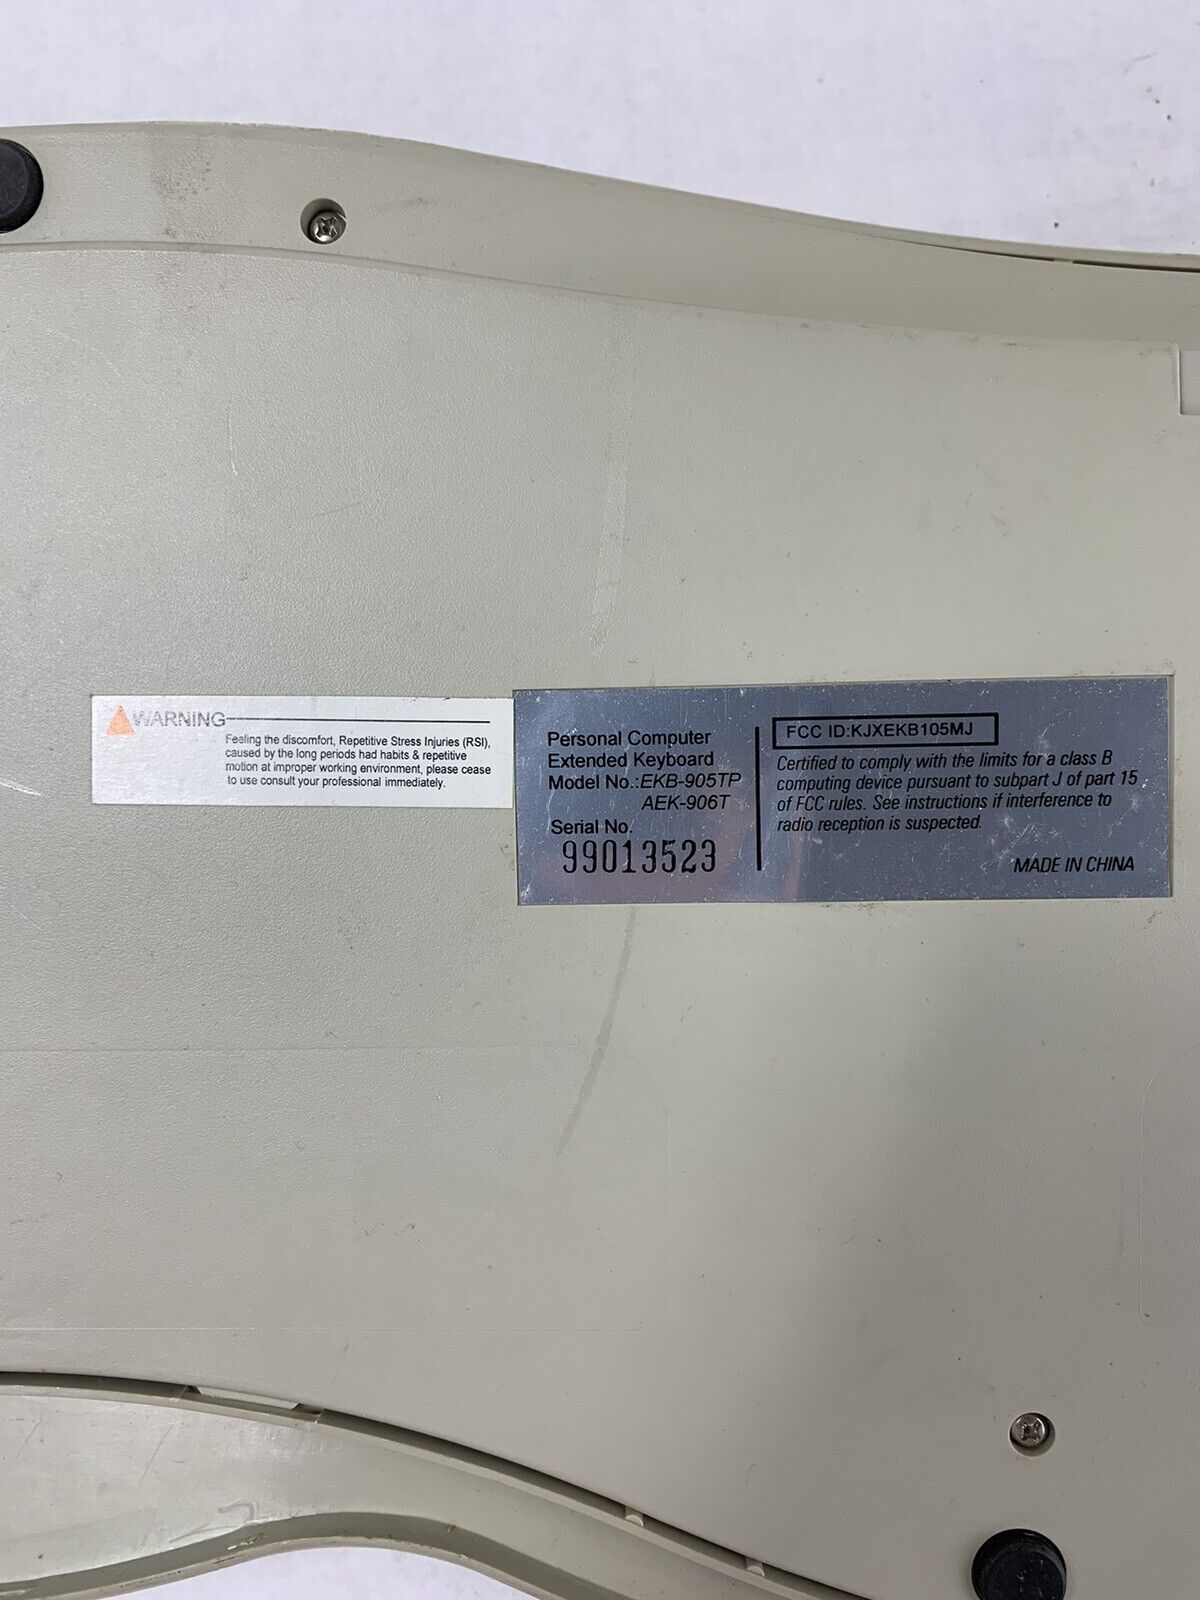 WARNING
Feeling the discomfort, Repetitive Stress Injuries (RSI),
caused by the long periods had habits & repetitive
motion at improper working environment, please cease
to use consult your professional immediately.
Personal Computer
Extended Keyboard
Model No.:EKB-905TP
AEK-906T
Serial No.
99013523
FCC ID:KJXEKB105MJ
Certified to comply with the limits for a class B
computing device pursuant to subpart J of part 15
of FCC rules. See instructions if interference to
radio reception is suspected.
MADE IN CHINA